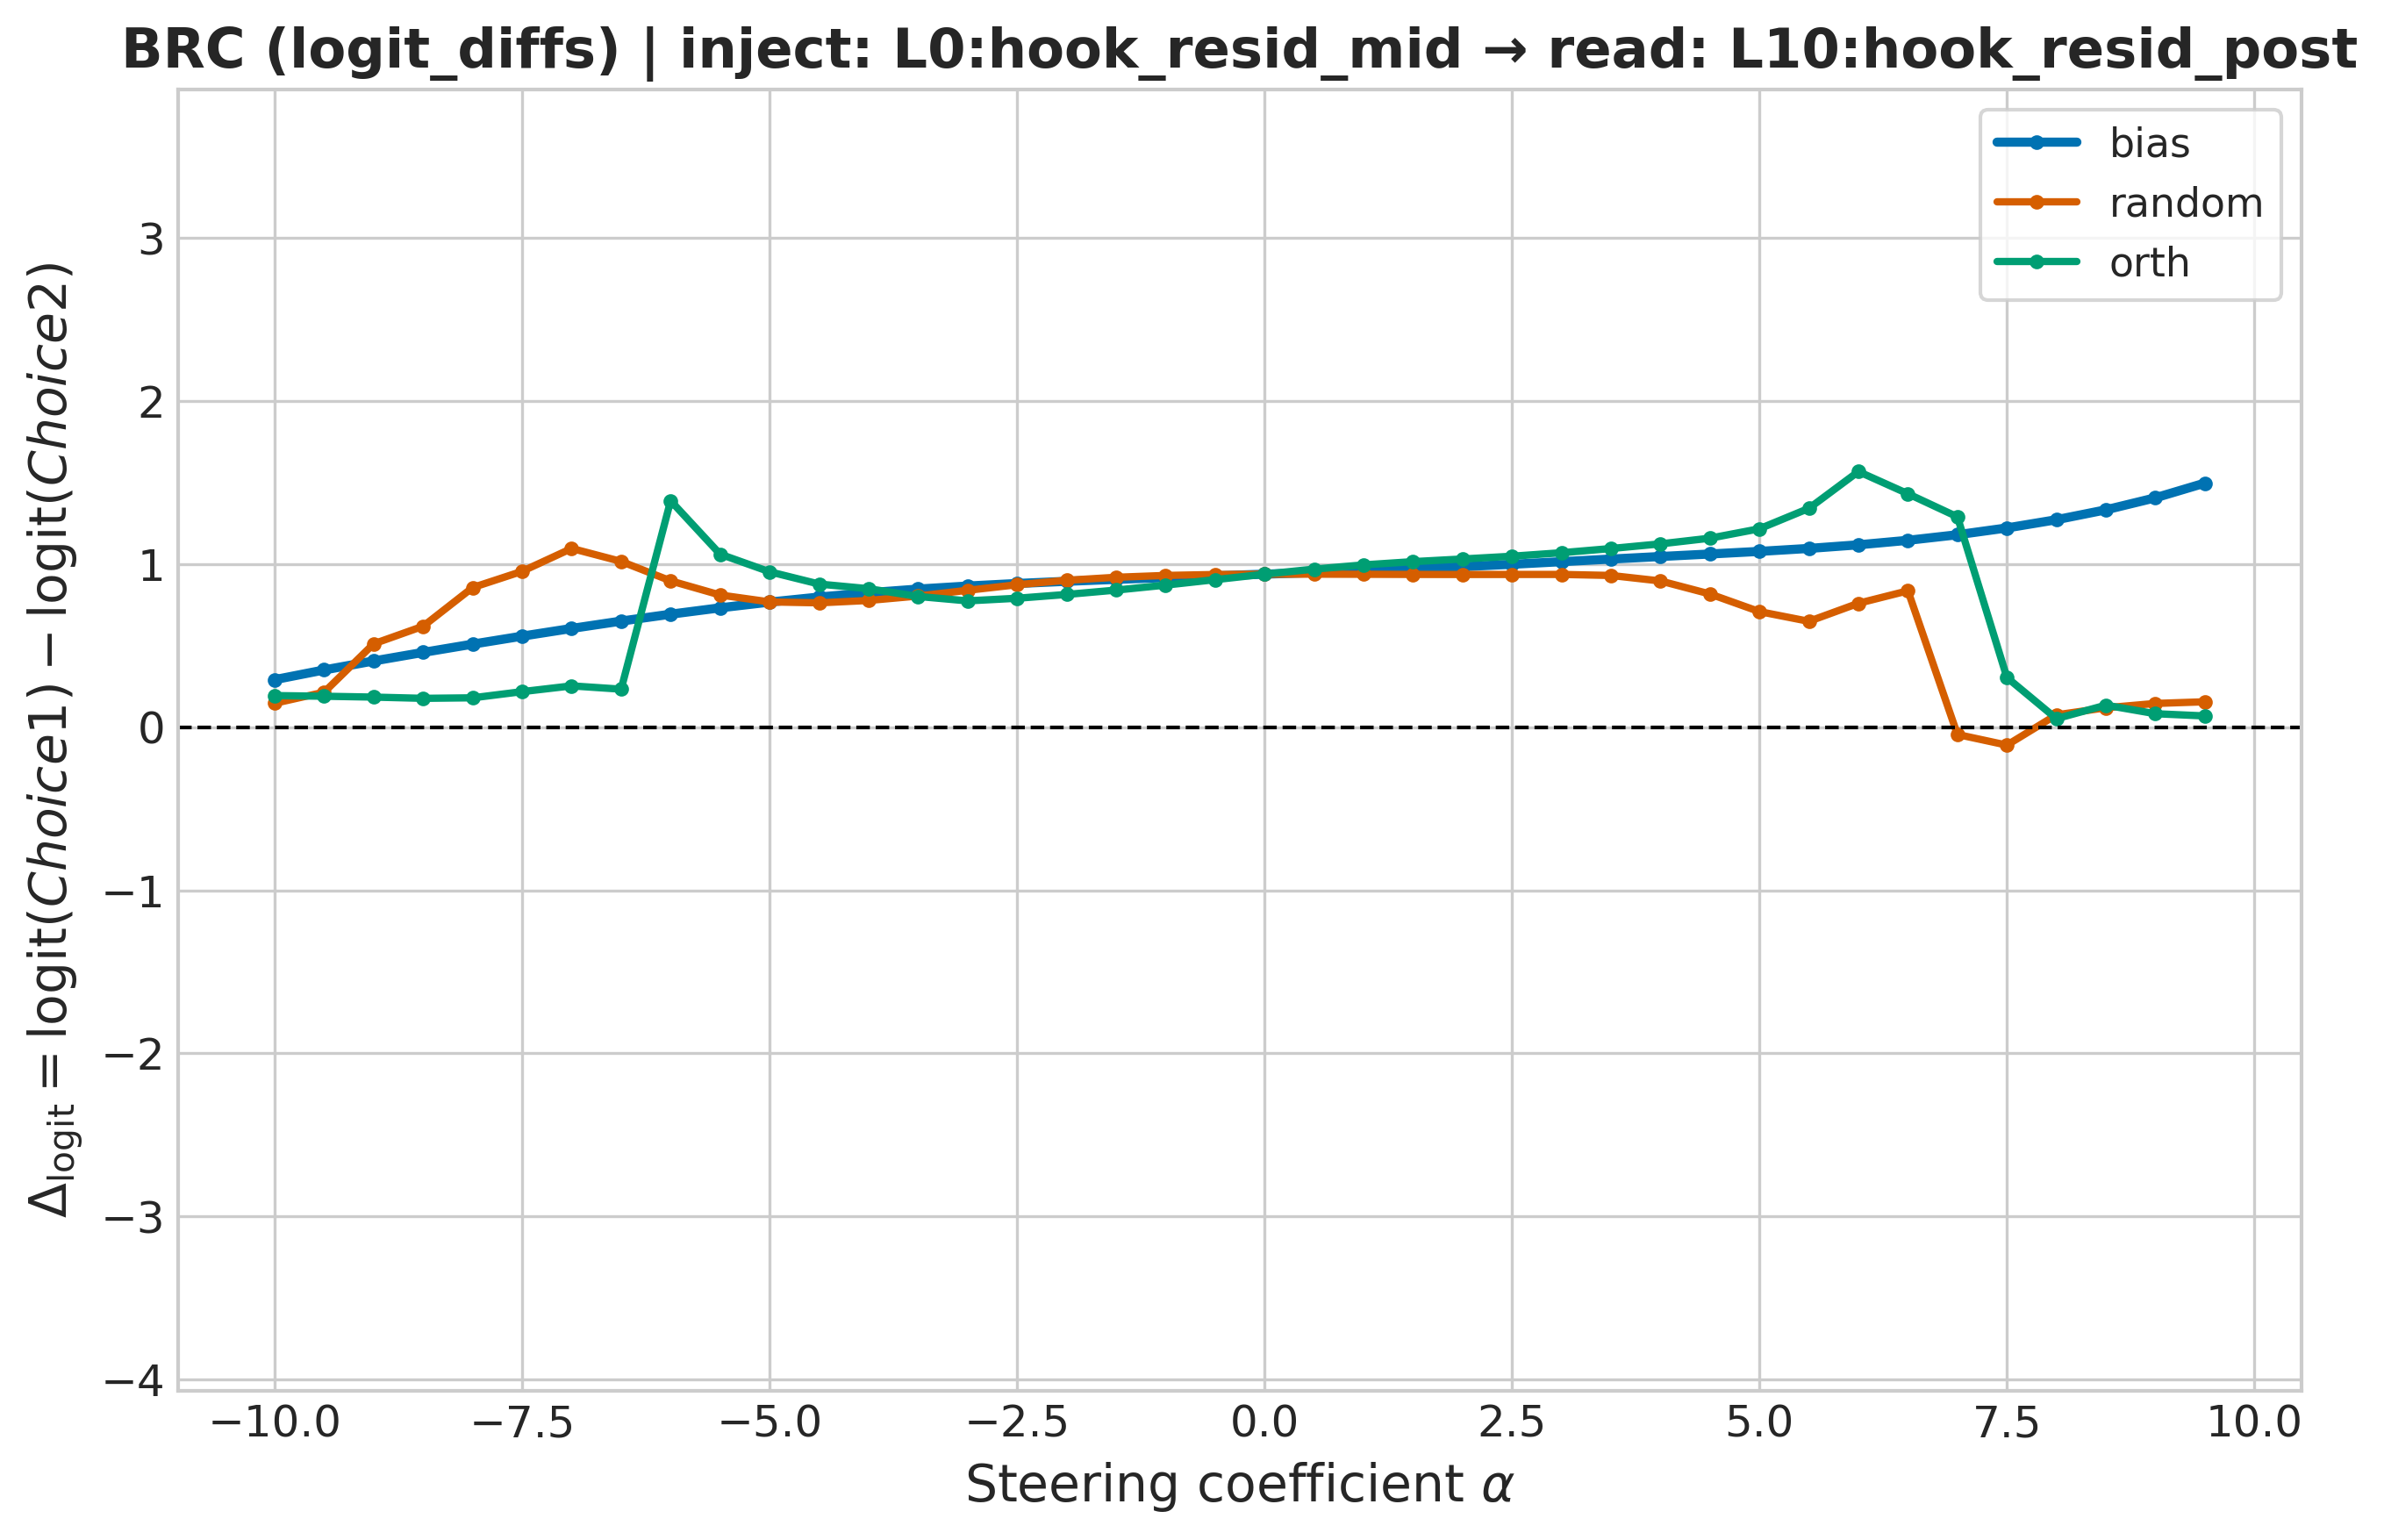 BRC (logit_diffs) | inject: L0:hook_resid_mid → read: L10:hook_resid_post
bias
random
orth
Δlogit = logit(Choice1) − logit(Choice2)
3
2
1
0
−1
−2
−3
−4
−10.0 −7.5 −5.0 −2.5 0.0 2.5 5.0 7.5 10.0
Steering coefficient α